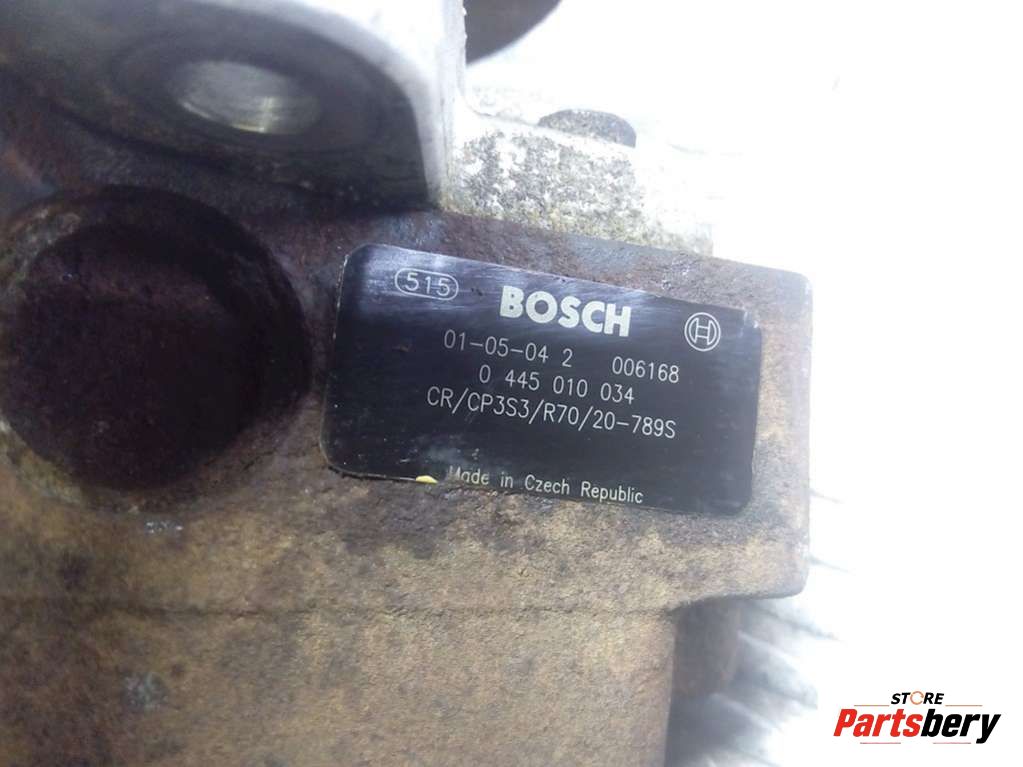 515 BOSCH
01-05-04 2 006168
0 445 010 034
CR/CP3S3/R70/20-789S
Made in Czech Republic
STORE
Partsbery